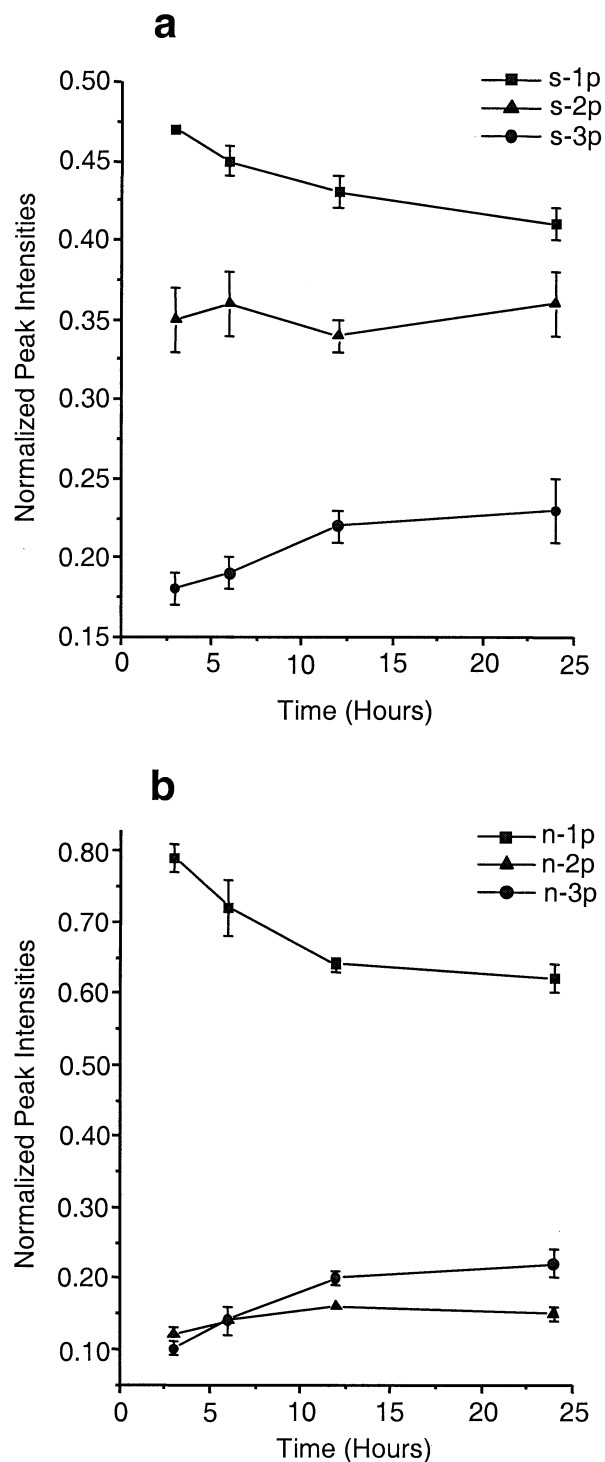 a
s-1p
s-2p
s-3p
Normalized Peak Intensities
0.50
0.45
0.40
0.35
0.30
0.25
0.20
0.15
0 5 10 15 20 25
Time (Hours)
b
n-1p
n-2p
n-3p
Normalized Peak Intensities
0.80
0.70
0.60
0.50
0.40
0.30
0.20
0.10
0 5 10 15 20 25
Time (Hours)